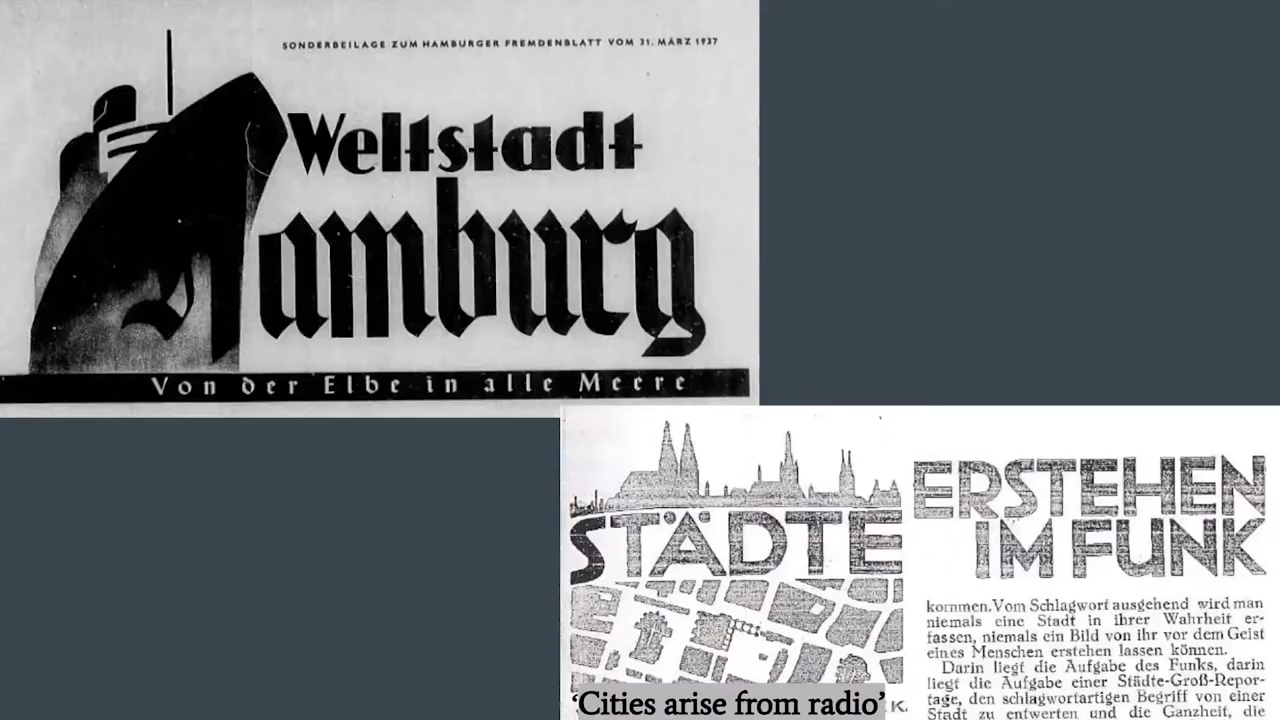 SONDERBEILAGE ZUM HAMBURGER FREMDENBLATT VOM 31. MÄRZ 1937
Weltstadt
Hamburg
Von der Elbe in alle Meere
STÄDTE
ERSTEHEN
IM FUNK
kommen. Vom Schlagwort ausgehend wird man
niemals eine Stadt in ihrer Wahrheit er-
fassen, niemals ein Bild von ihr vor dem Geist
eines Menschen erstehen lassen können.
Darin liegt die Aufgabe des Funks, darin
liegt die Aufgabe einer Städte-Groß-Repor-
tage, den schlagwortartigen Begriff von einer
Stadt zu entwerten und die Ganzheit, die
‘Cities arise from radio’
K.